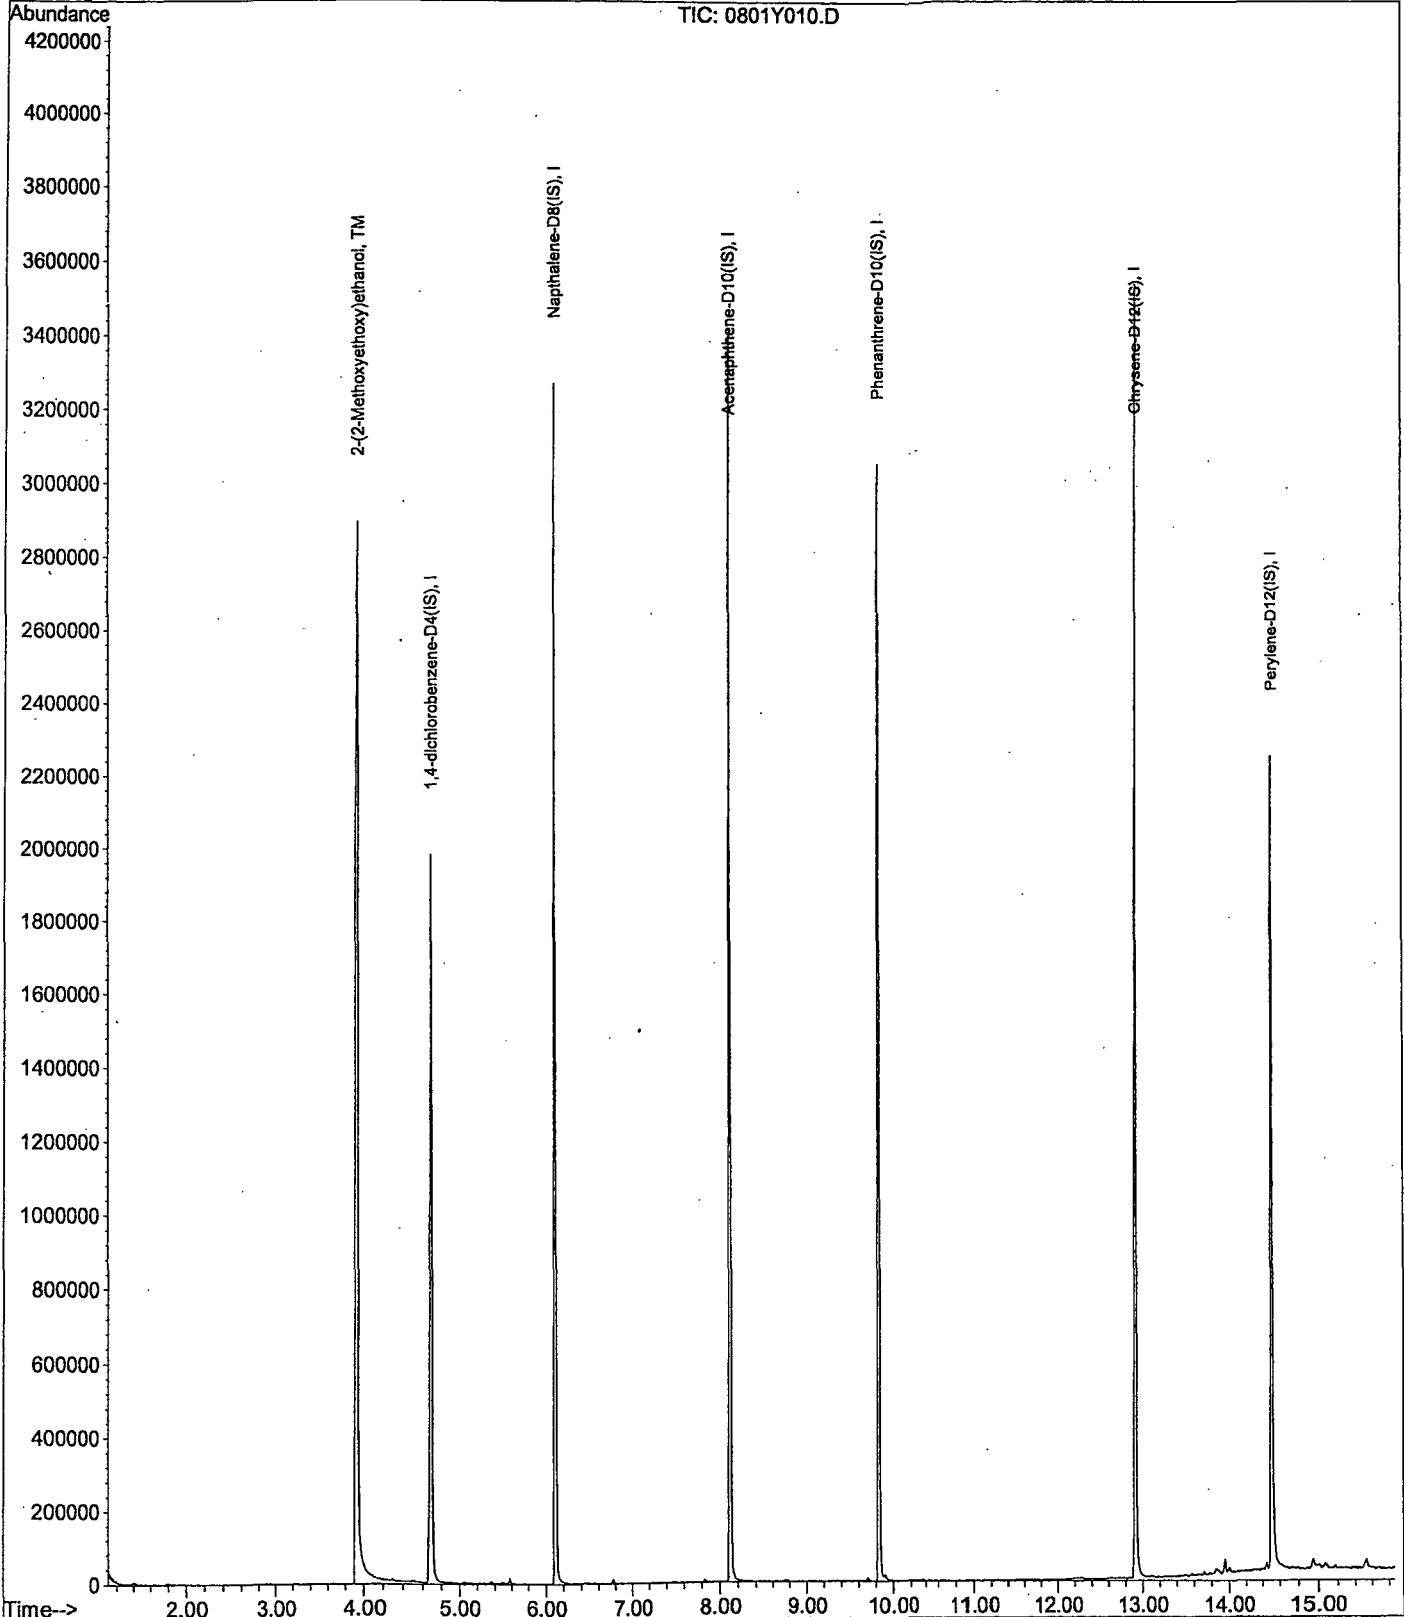 Abundance
TIC: 0801Y010.D
4200000
4000000
3800000
3600000
3400000
3200000
3000000
2800000
2600000
2400000
2200000
2000000
1800000
1600000
1400000
1200000
1000000
800000
600000
400000
200000
0
2-(2-Methoxyethoxy)ethanol, TM
1,4-dichlorobenzene-D4(IS), I
Napthalene-D8(IS), I
Acenaphthene-D10(IS), I
Phenanthrene-D10(IS), I
Chrysene-D12(IS), I
Perylene-D12(IS), I
Time--> 2.00 3.00 4.00 5.00 6.00 7.00 8.00 9.00 10.00 11.00 12.00 13.00 14.00 15.00